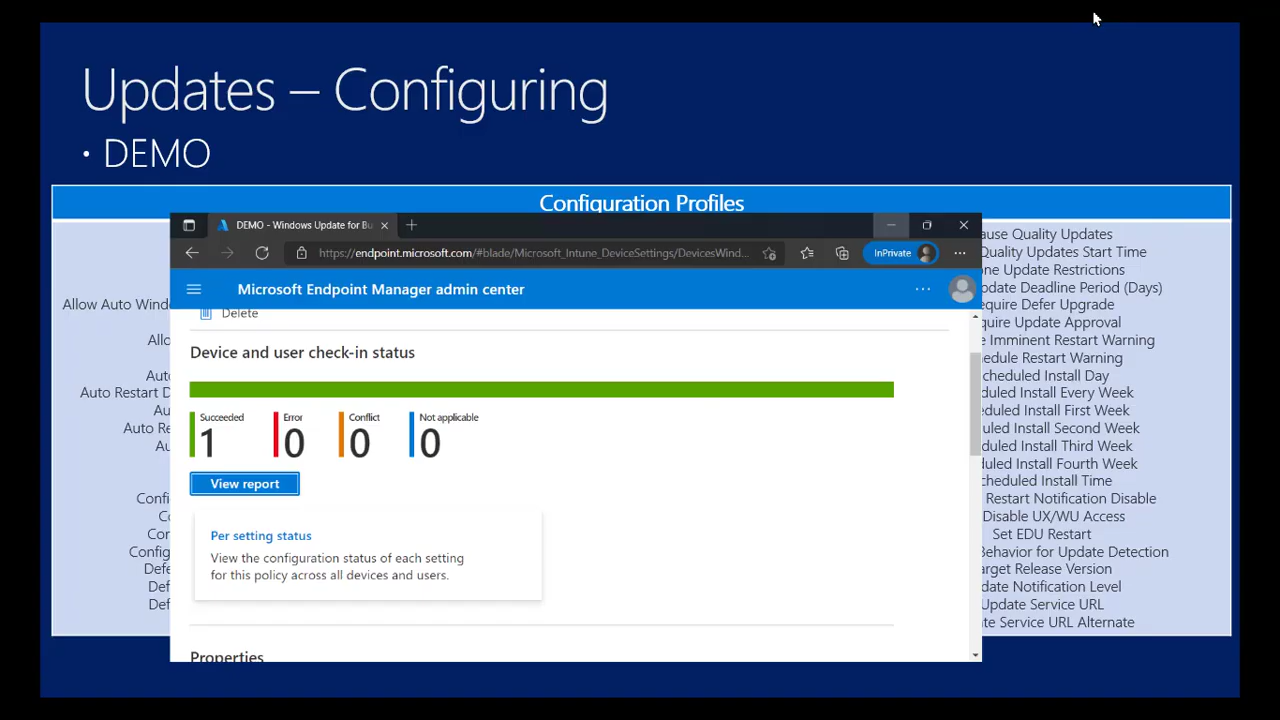 Updates – Configuring
• DEMO
Configuration Profiles
DEMO - Windows Update for Bu
https://endpoint.microsoft.com/#blade/Microsoft_Intune_DeviceSettings/DevicesWind...
InPrivate
Microsoft Endpoint Manager admin center
Delete
Device and user check-in status
Succeeded
1
Error
0
Conflict
0
Not applicable
0
View report
Per setting status
View the configuration status of each setting
for this policy across all devices and users.
Properties
Allow Auto Wind
Allo
Aut
Auto Restart D
Au
Auto Re
Au
Confi
Co
Con
Config
Defe
Def
Def
ause Quality Updates
Quality Updates Start Time
one Update Restrictions
pdate Deadline Period (Days)
equire Defer Upgrade
quire Update Approval
e Imminent Restart Warning
hedule Restart Warning
cheduled Install Day
duled Install Every Week
eduled Install First Week
uled Install Second Week
duled Install Third Week
duled Install Fourth Week
cheduled Install Time
Restart Notification Disable
Disable UX/WU Access
Set EDU Restart
Behavior for Update Detection
arget Release Version
date Notification Level
Update Service URL
te Service URL Alternate